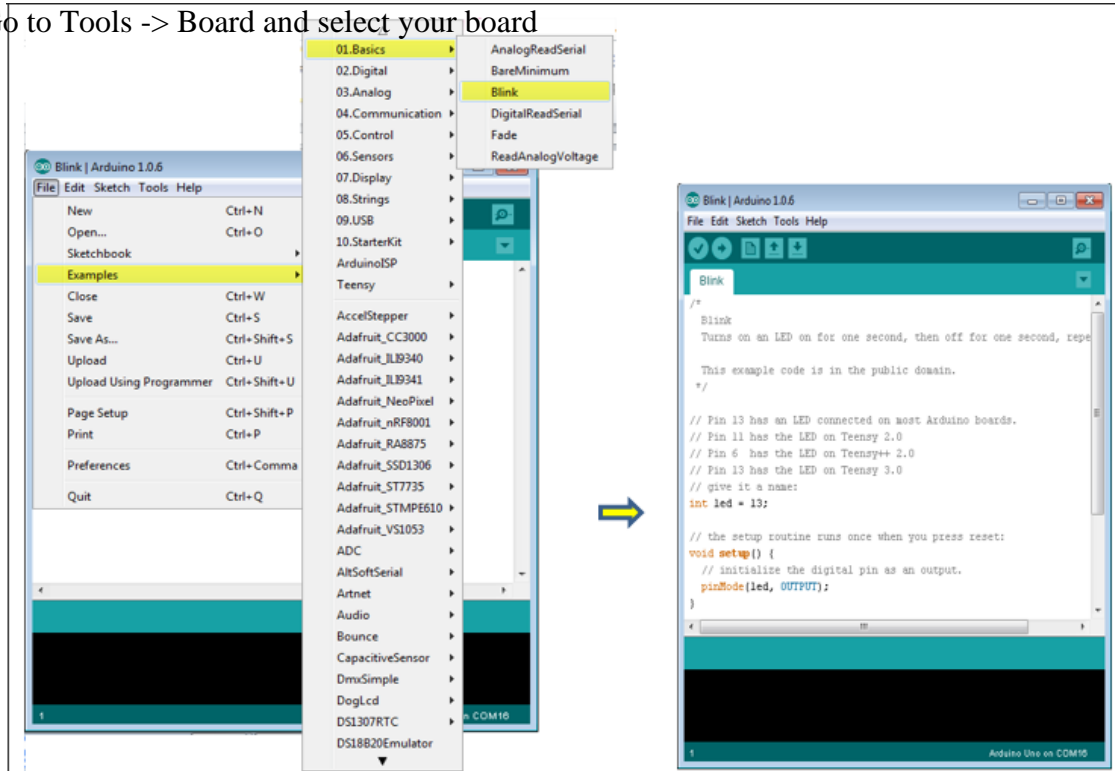 o to Tools -> Board and select your board
01.Basics
02.Digital
03.Analog
04.Communication
05.Control
06.Sensors
07.Display
08.Strings
09.USB
10.StarterKit
ArduinoISP
Teensy
AccelStepper
Adafruit_CC3000
Adafruit_ILI9340
Adafruit_ILI9341
Adafruit_NeoPixel
Adafruit_nRF8001
Adafruit_RA8875
Adafruit_SSD1306
Adafruit_ST7735
Adafruit_STMPE610
Adafruit_VS1053
ADC
AltSoftSerial
Artnet
Audio
Bounce
CapacitiveSensor
DmxSimple
DogLcd
DS1307RTC
DS18B20Emulator
AnalogReadSerial
BareMinimum
Blink
DigitalReadSerial
Fade
ReadAnalogVoltage
Blink | Arduino 1.0.6
File Edit Sketch Tools Help
New Ctrl+N
Open... Ctrl+O
Sketchbook
Examples
Close Ctrl+W
Save Ctrl+S
Save As... Ctrl+Shift+S
Upload Ctrl+U
Upload Using Programmer Ctrl+Shift+U
Page Setup Ctrl+Shift+P
Print Ctrl+P
Preferences Ctrl+Comma
Quit Ctrl+Q
1 n COM16
Blink | Arduino 1.0.6
File Edit Sketch Tools Help
Blink
/*
Blink
Turns on an LED on for one second, then off for one second, repe
This example code is in the public domain.
*/
// Pin 13 has an LED connected on most Arduino boards.
// Pin 11 has the LED on Teensy 2.0
// Pin 6 has the LED on Teensy++ 2.0
// Pin 13 has the LED on Teensy 3.0
// give it a name:
int led = 13;
// the setup routine runs once when you press reset:
void setup() {
// initialize the digital pin as an output.
pinMode(led, OUTPUT);
}
1 Arduino Uno on COM16